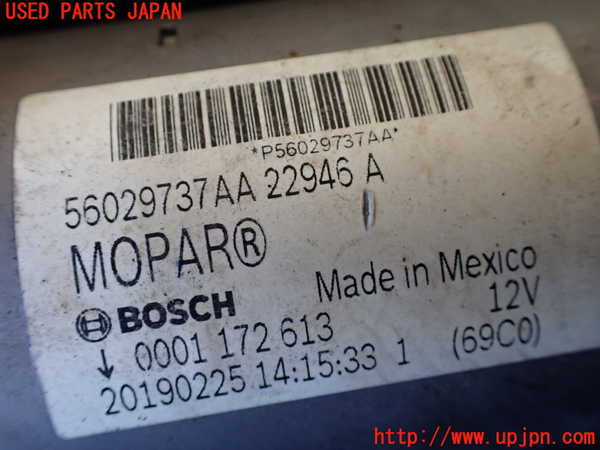 USED PARTS JAPAN
*P56029737AA*
56029737AA 22946 A
MOPAR®
Made in Mexico
BOSCH
12V
0001 172 613
(69C0)
20190225 14:15:33 1
http://www.upjpn.com/